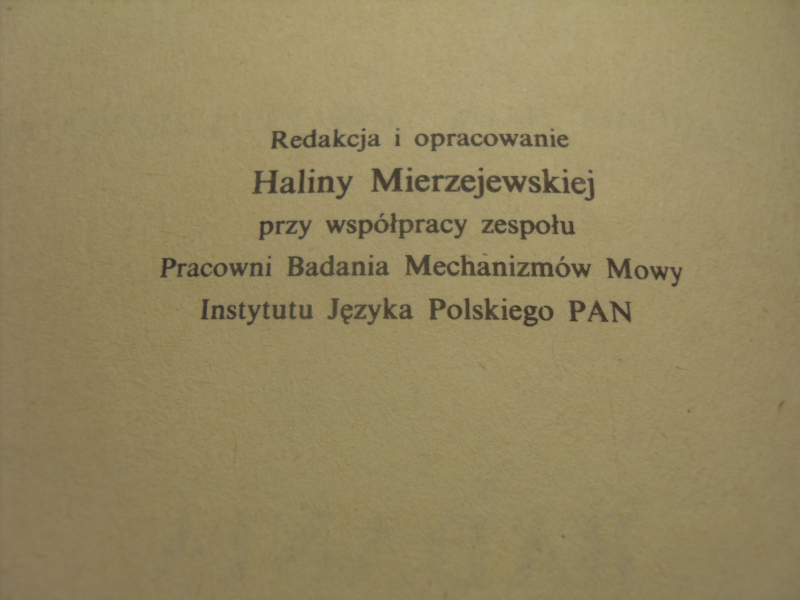 Redakcja i opracowanie
Haliny Mierzejewskiej
przy współpracy zespołu
Pracowni Badania Mechanizmów Mowy
Instytutu Języka Polskiego PAN